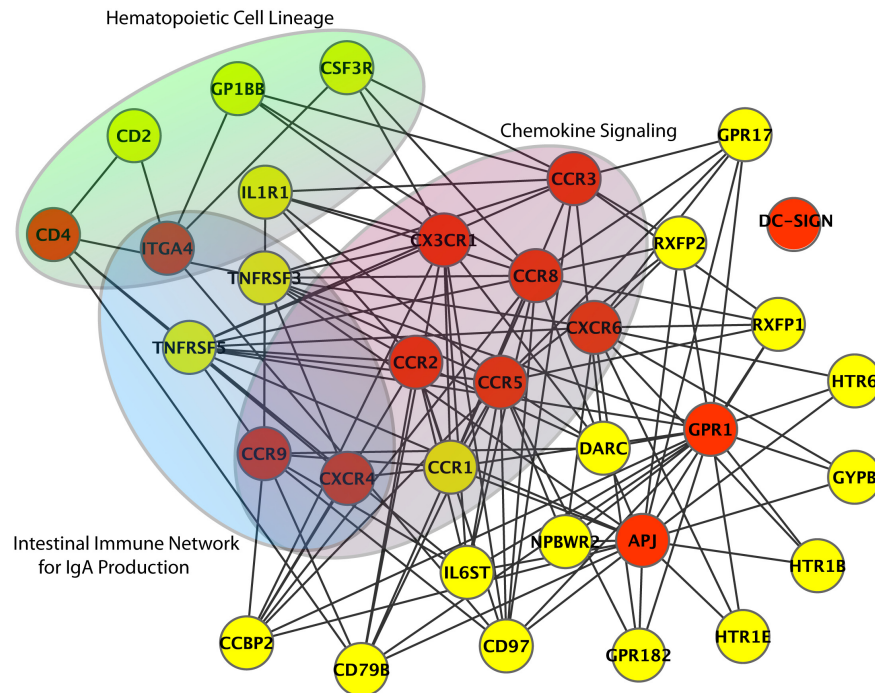 Hematopoietic Cell Lineage
CSF3R
GP1BB
CD2
Chemokine Signaling
GPR17
CCR3
IL1R1
DC-SIGN
CD4
ITGA4
CX3CR1
RXFP2
TNFRSF3
CCR8
CXCR6
RXFP1
TNFRSF5
CCR2
CCR5
HTR6
GPR1
DARC
CCR9
CCR1
CXCR4
GYPB
Intestinal Immune Network
for IgA Production
NPBWR2
APJ
IL6ST
HTR1B
CCBP2
CD97
HTR1E
CD79B
GPR182